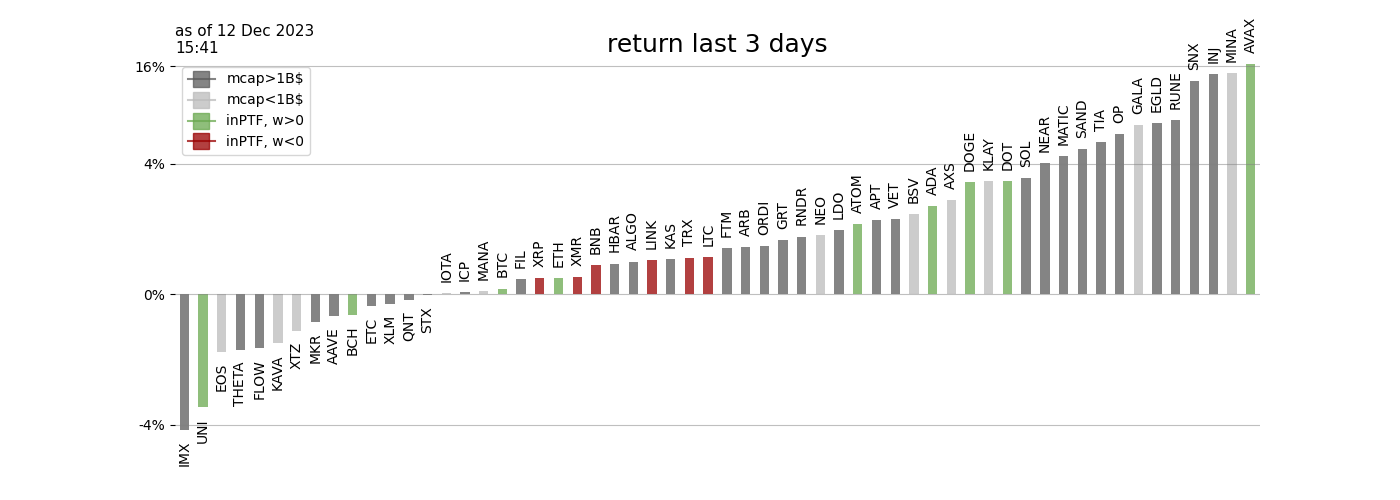 as of 12 Dec 2023
15:41
return last 3 days
16%
4%
0%
-4%
mcap>1B$
mcap<1B$
inPTF, w>0
inPTF, w<0
IMX
UNI
EOS
THETA
FLOW
KAVA
XTZ
MKR
AAVE
BCH
ETC
XLM
QNT
STX
IOTA
ICP
MANA
BTC
FIL
XRP
ETH
XMR
BNB
HBAR
ALGO
LINK
KAS
TRX
LTC
FTM
ARB
ORDI
GRT
RNDR
NEO
LDO
ATOM
APT
VET
BSV
ADA
AXS
DOGE
KLAY
DOT
SOL
NEAR
MATIC
SAND
TIA
OP
GALA
EGLD
RUNE
SNX
INJ
MINA
AVAX